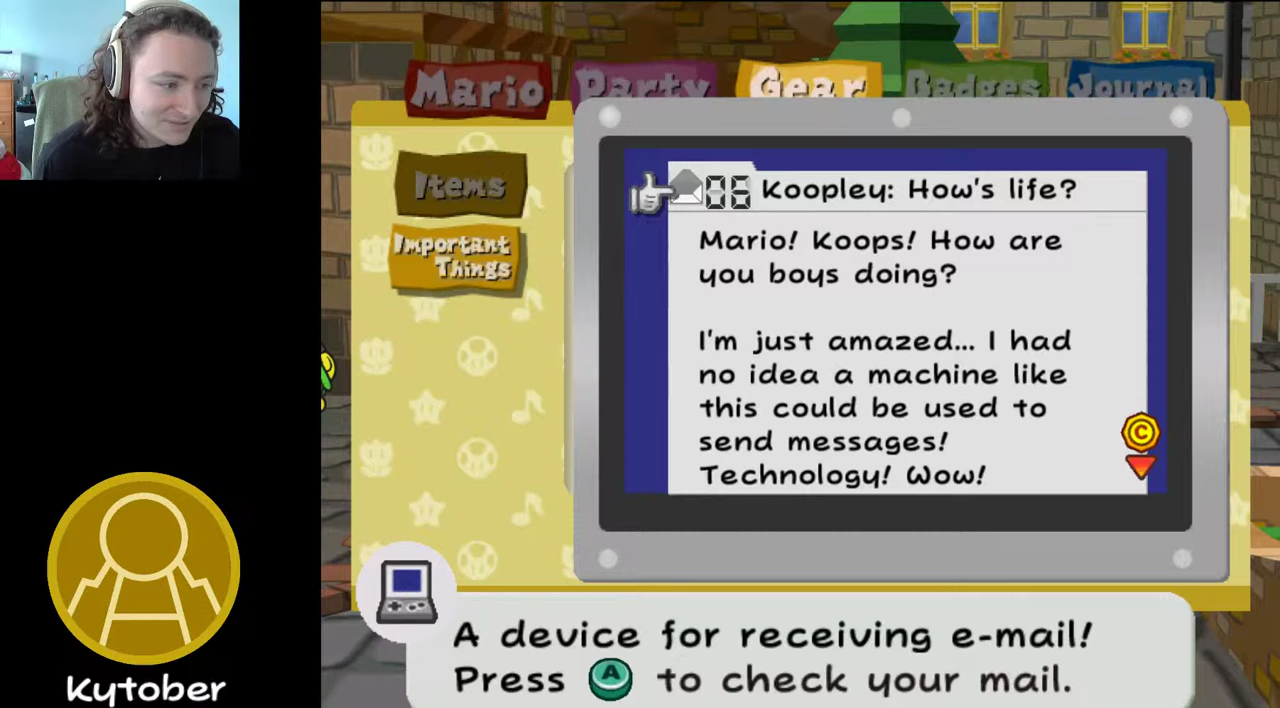 Mario
Party
Gear
Badges
Journal
Items
Important
Things
06 Koopley: How's life?
Mario! Koops! How are
you boys doing?
I'm just amazed... I had
no idea a machine like
this could be used to
send messages!
Technology! Wow!
C
A device for receiving e-mail!
Press A to check your mail.
Kytober